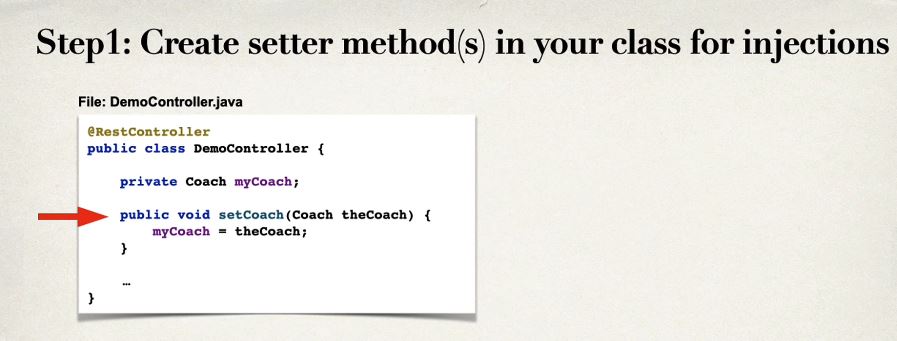 Step1: Create setter method(s) in your class for injections
File: DemoController.java
@RestController
public class DemoController {
private Coach myCoach;
public void setCoach(Coach theCoach) {
myCoach = theCoach;
}
…
}